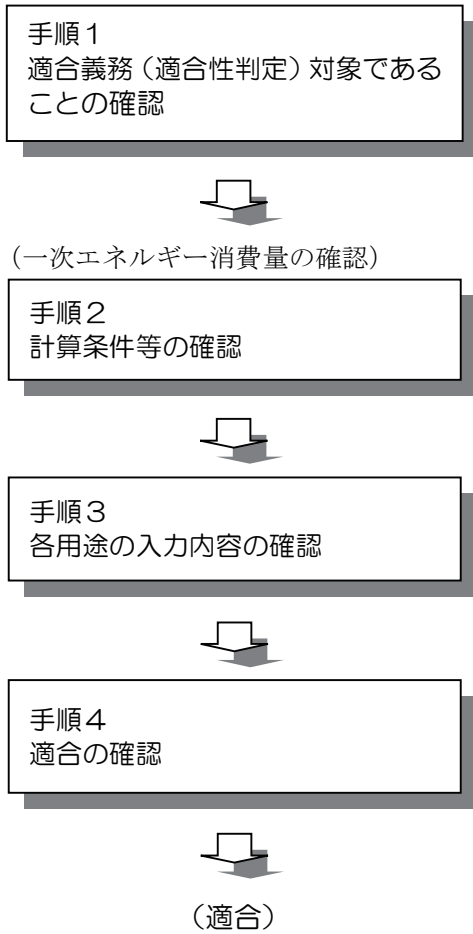 手順１
適合義務（適合性判定）対象である
ことの確認
（一次エネルギー消費量の確認）
手順２
計算条件等の確認
手順３
各用途の入力内容の確認
手順４
適合の確認
（適合）